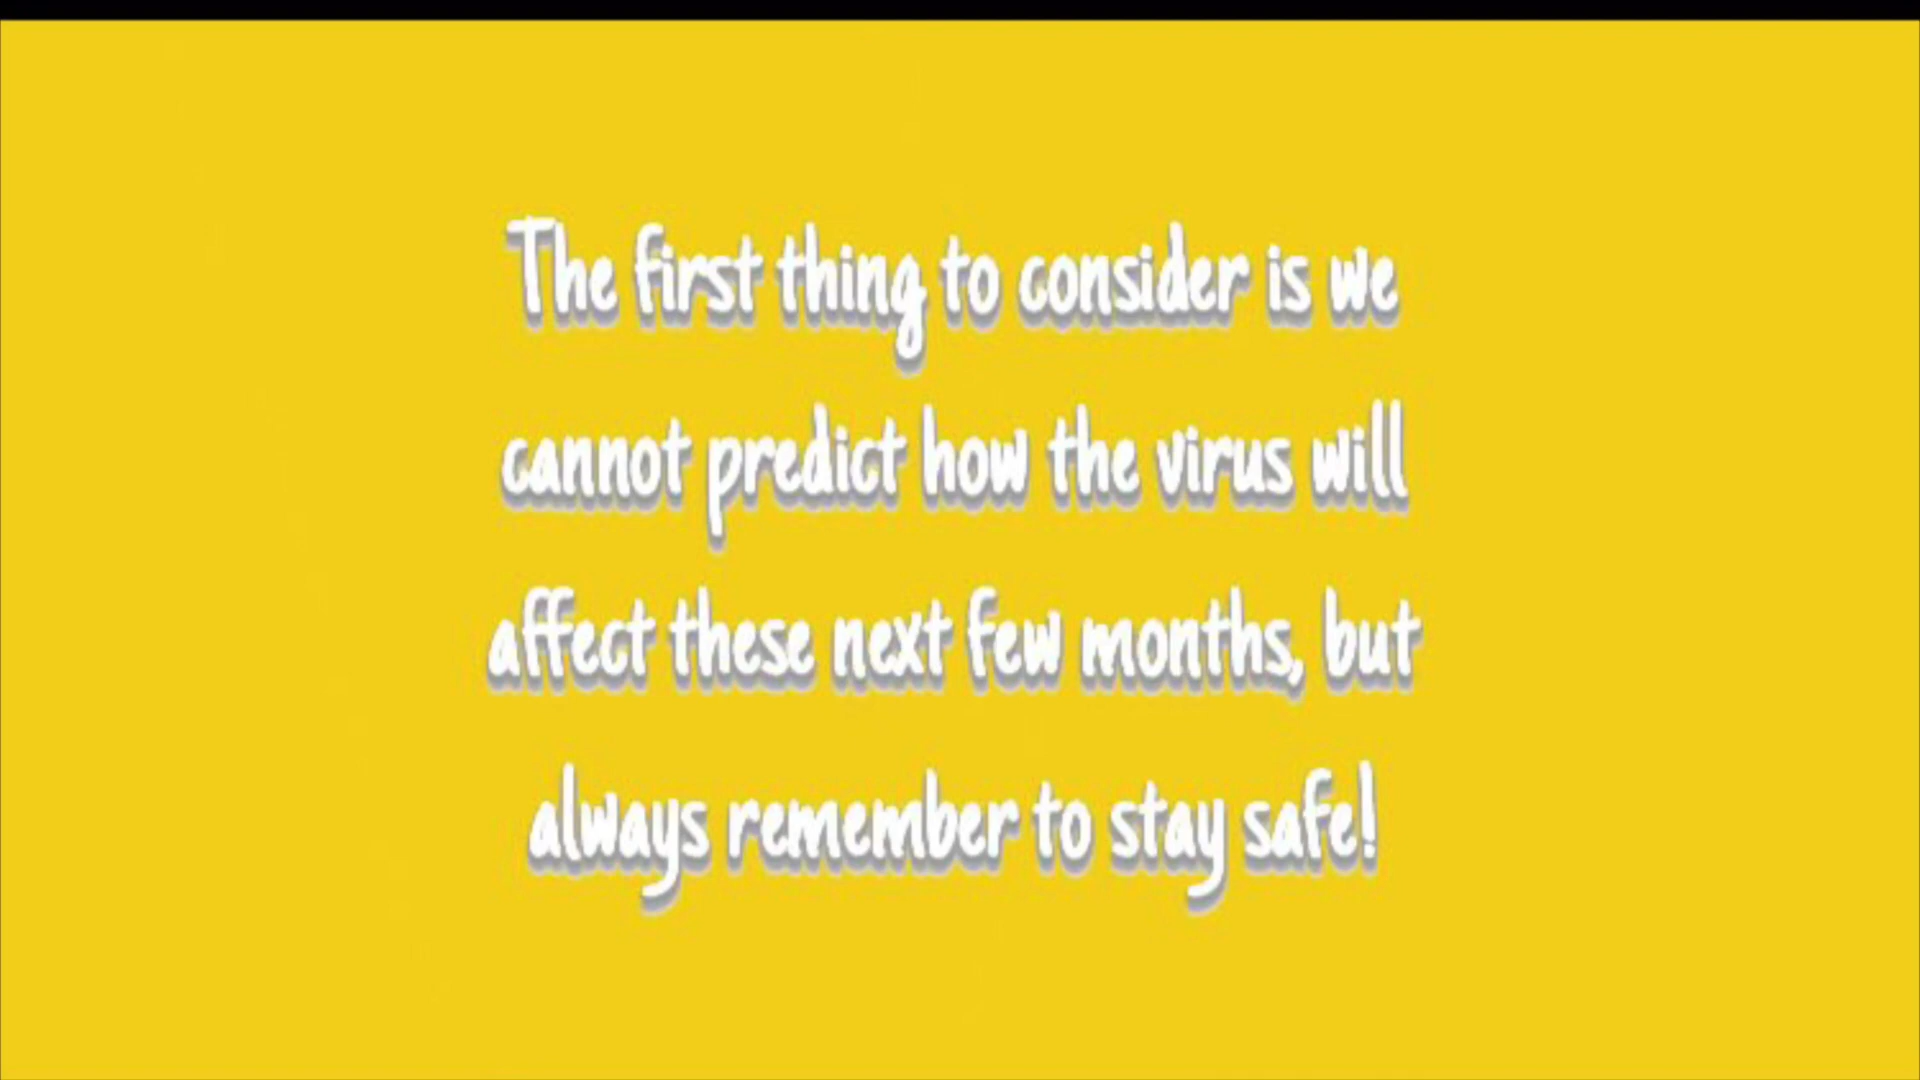 The first thing to consider is we
cannot predict how the virus will
affect these next few months, but
always remember to stay safe!